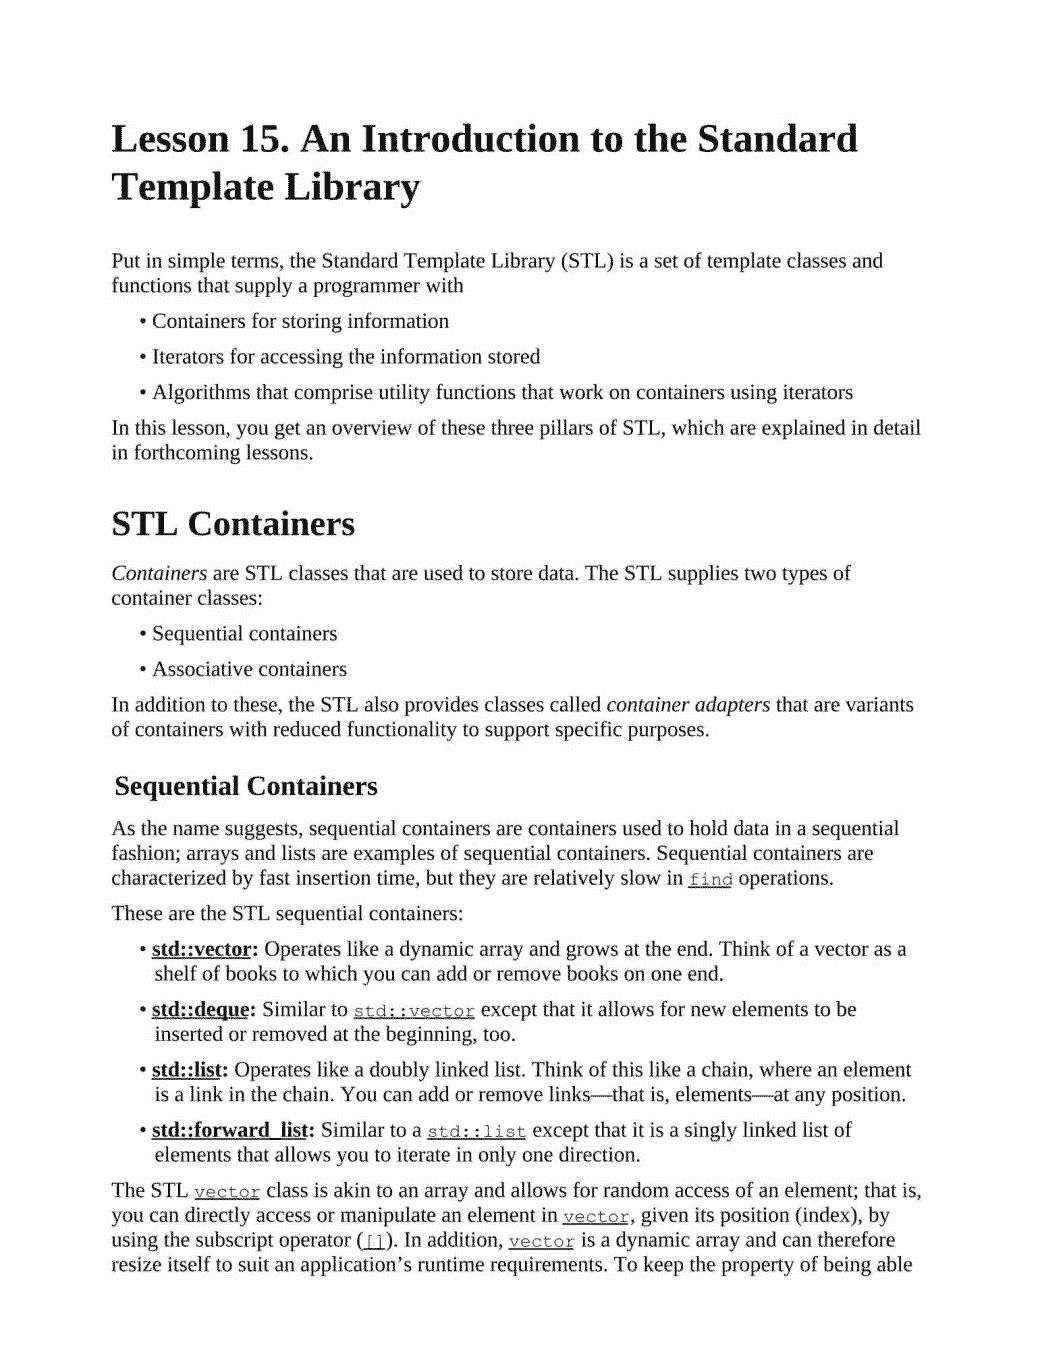 Lesson 15. An Introduction to the Standard
Template Library
Put in simple terms, the Standard Template Library (STL) is a set of template classes and
functions that supply a programmer with
• Containers for storing information
• Iterators for accessing the information stored
• Algorithms that comprise utility functions that work on containers using iterators
In this lesson, you get an overview of these three pillars of STL, which are explained in detail
in forthcoming lessons.
STL Containers
Containers are STL classes that are used to store data. The STL supplies two types of
container classes:
• Sequential containers
• Associative containers
In addition to these, the STL also provides classes called container adapters that are variants
of containers with reduced functionality to support specific purposes.
Sequential Containers
As the name suggests, sequential containers are containers used to hold data in a sequential
fashion; arrays and lists are examples of sequential containers. Sequential containers are
characterized by fast insertion time, but they are relatively slow in find operations.
These are the STL sequential containers:
• std::vector: Operates like a dynamic array and grows at the end. Think of a vector as a
shelf of books to which you can add or remove books on one end.
• std::deque: Similar to std::vector except that it allows for new elements to be
inserted or removed at the beginning, too.
• std::list: Operates like a doubly linked list. Think of this like a chain, where an element
is a link in the chain. You can add or remove links—that is, elements—at any position.
• std::forward_list: Similar to a std::list except that it is a singly linked list of
elements that allows you to iterate in only one direction.
The STL vector class is akin to an array and allows for random access of an element; that is,
you can directly access or manipulate an element in vector, given its position (index), by
using the subscript operator ([]). In addition, vector is a dynamic array and can therefore
resize itself to suit an application’s runtime requirements. To keep the property of being able